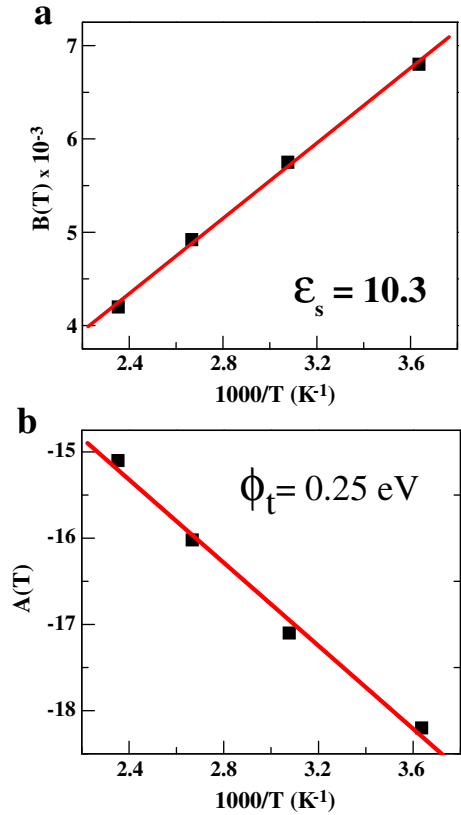 a
7
6
5
4
B(T) x 10⁻³
εₛ = 10.3
2.4 2.8 3.2 3.6
1000/T (K⁻¹)
b
-15
-16
-17
-18
A(T)
ϕₜ= 0.25 eV
2.4 2.8 3.2 3.6
1000/T (K⁻¹)